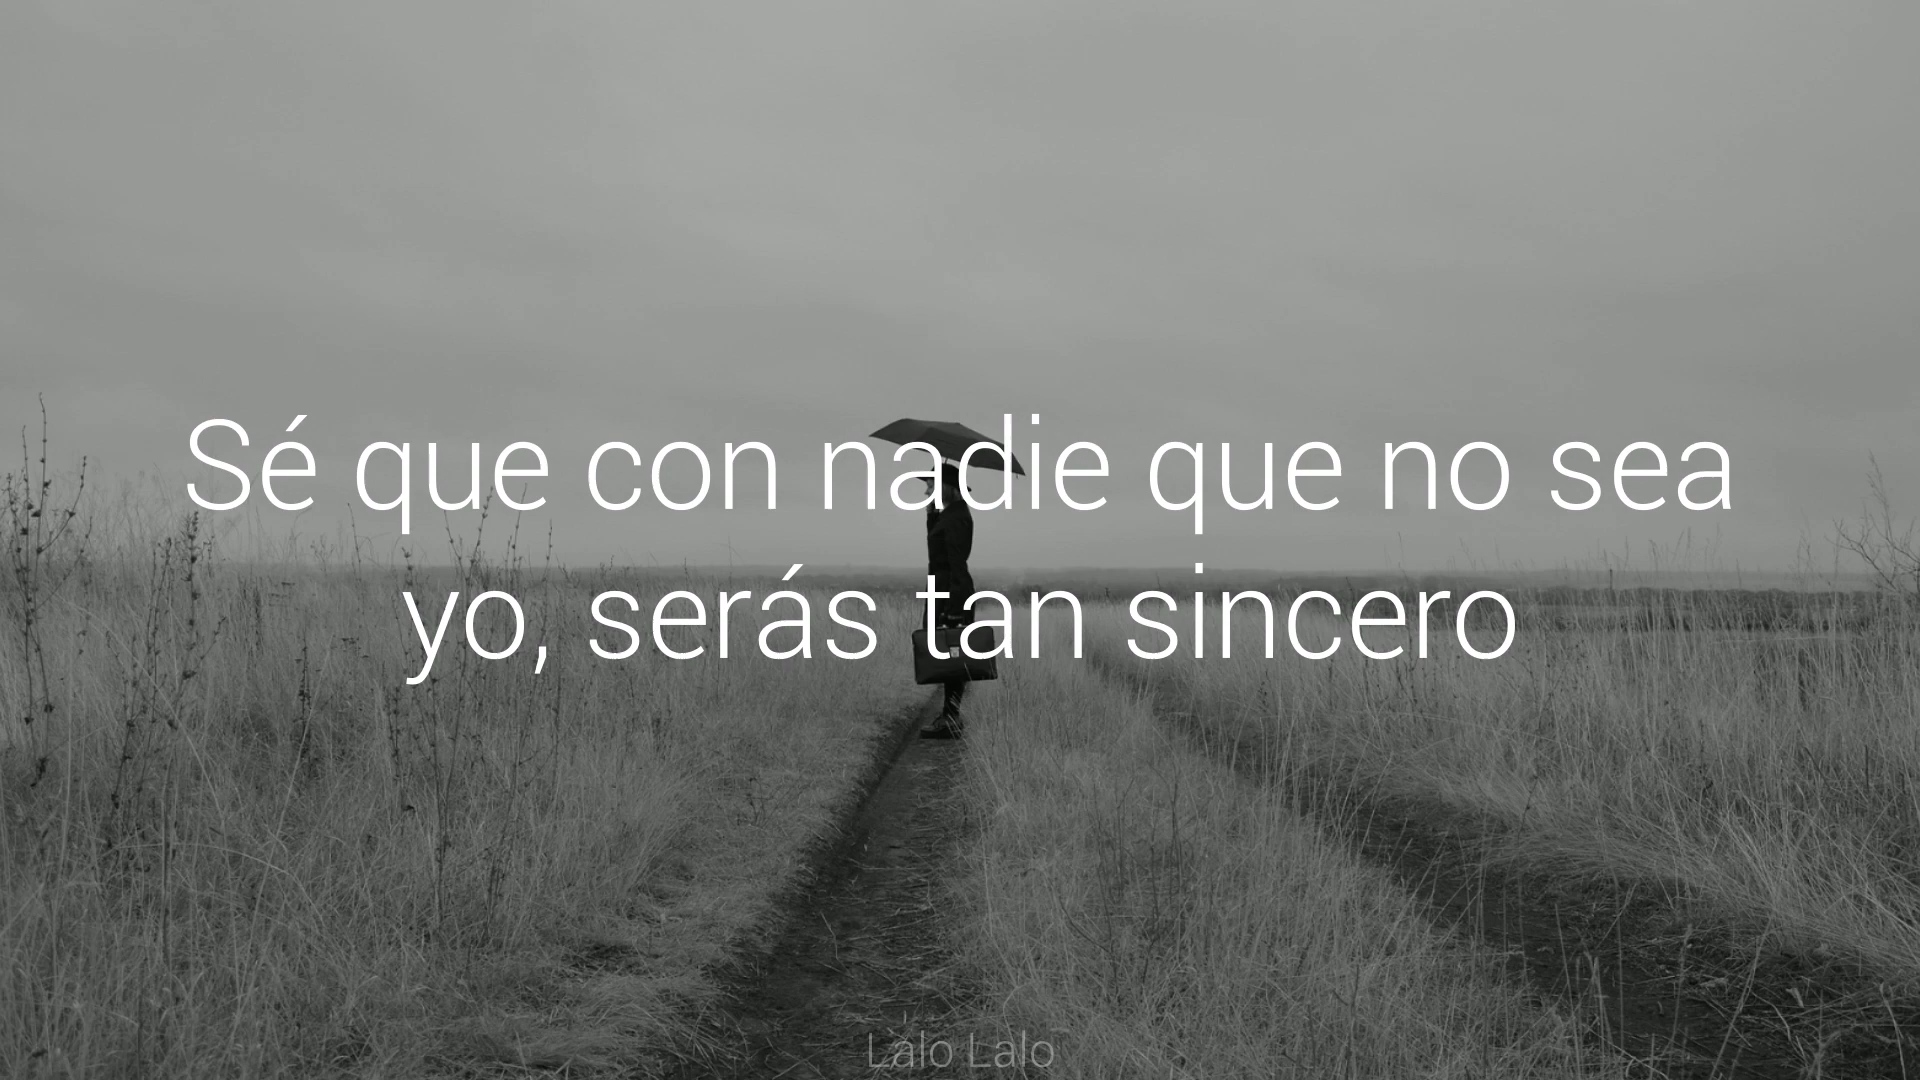 Sé que con nadie que no sea
yo, serás tan sincero
Lalo Lalo